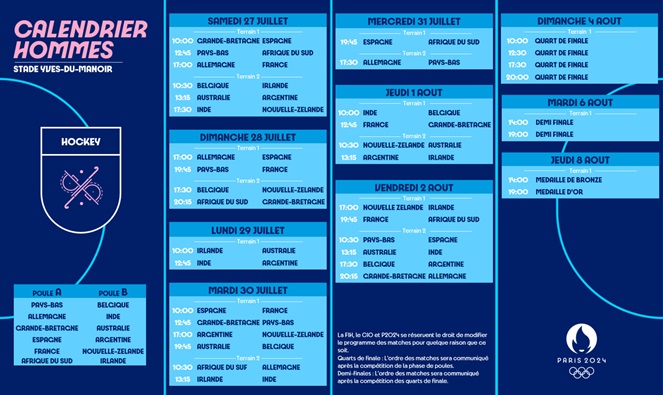 CALENDRIER
HOMMES
STADE YVES-DU-MANOIR
HOCKEY
POULE A POULE B
PAYS-BAS BELGIQUE
ALLEMAGNE INDE
GRANDE-BRETAGNE AUSTRALIE
ESPAGNE ARGENTINE
FRANCE NOUVELLE-ZELANDE
AFRIQUE DU SUD IRLANDE
SAMEDI 27 JUILLET
Terrain 1
10:00 GRANDE-BRETAGNE ESPAGNE
12:45 PAYS-BAS AFRIQUE DU SUD
17:00 ALLEMAGNE FRANCE
Terrain 2
10:30 BELGIQUE IRLANDE
13:15 AUSTRALIE ARGENTINE
17:30 INDE NOUVELLE-ZELANDE
DIMANCHE 28 JUILLET
Terrain 1
17:00 ALLEMAGNE ESPAGNE
19:45 PAYS-BAS FRANCE
Terrain 2
17:30 BELGIQUE NOUVELLE-ZELANDE
20:15 AFRIQUE DU SUD GRANDE-BRETAGNE
LUNDI 29 JUILLET
Terrain 1
10:00 IRLANDE AUSTRALIE
12:45 INDE ARGENTINE
MARDI 30 JUILLET
Terrain 1
10:00 ESPAGNE FRANCE
12:45 GRANDE-BRETAGNE PAYS-BAS
17:00 ARGENTINE NOUVELLE-ZELANDE
19:45 AUSTRALIE BELGIQUE
Terrain 2
10:30 AFRIQUE DU SUF ALLEMAGNE
13:15 IRLANDE INDE
MERCREDI 31 JUILLET
Terrain 1
19:45 ESPAGNE AFRIQUE DU SUD
Terrain 2
17:30 ALLEMAGNE PAYS-BAS
JEUDI 1 AOUT
Terrain 1
10:00 INDE BELGIQUE
12:45 FRANCE GRANDE-BRETAGNE
Terrain 2
10:30 NOUVELLE-ZELANDE AUSTRALIE
13:15 ARGENTINE IRLANDE
VENDREDI 2 AOUT
Terrain 1
17:00 NOUVELLE ZELANDE IRLANDE
19:45 FRANCE AFRIQUE DU SUD
Terrain 2
10:30 PAYS-BAS ESPAGNE
13:15 AUSTRALIE INDE
17:30 BELGIQUE ARGENTINE
20:15 GRANDE-BRETAGNE ALLEMAGNE
La FIH, le CIO et P2024 se réservent le droit de modifier
le programme des matches pour quelque raison que ce
soit.
Quarts de finale : L'ordre des matches sera communiqué
après la compétition de la phase de poules.
Demi-finales : L'ordre des matches sera communiqué
après la compétition des quarts de finale.
DIMANCHE 4 AOUT
Terrain 1
10:00 QUART DE FINALE
12:30 QUART DE FINALE
17:30 QUART DE FINALE
20:00 QUART DE FINALE
MARDI 6 AOUT
Terrain 1
14:00 DEMI FINALE
19:00 DEMI FINALE
JEUDI 8 AOUT
Terrain 1
14:00 MEDAILLE DE BRONZE
19:00 MEDAILLE D'OR
PARIS 2024